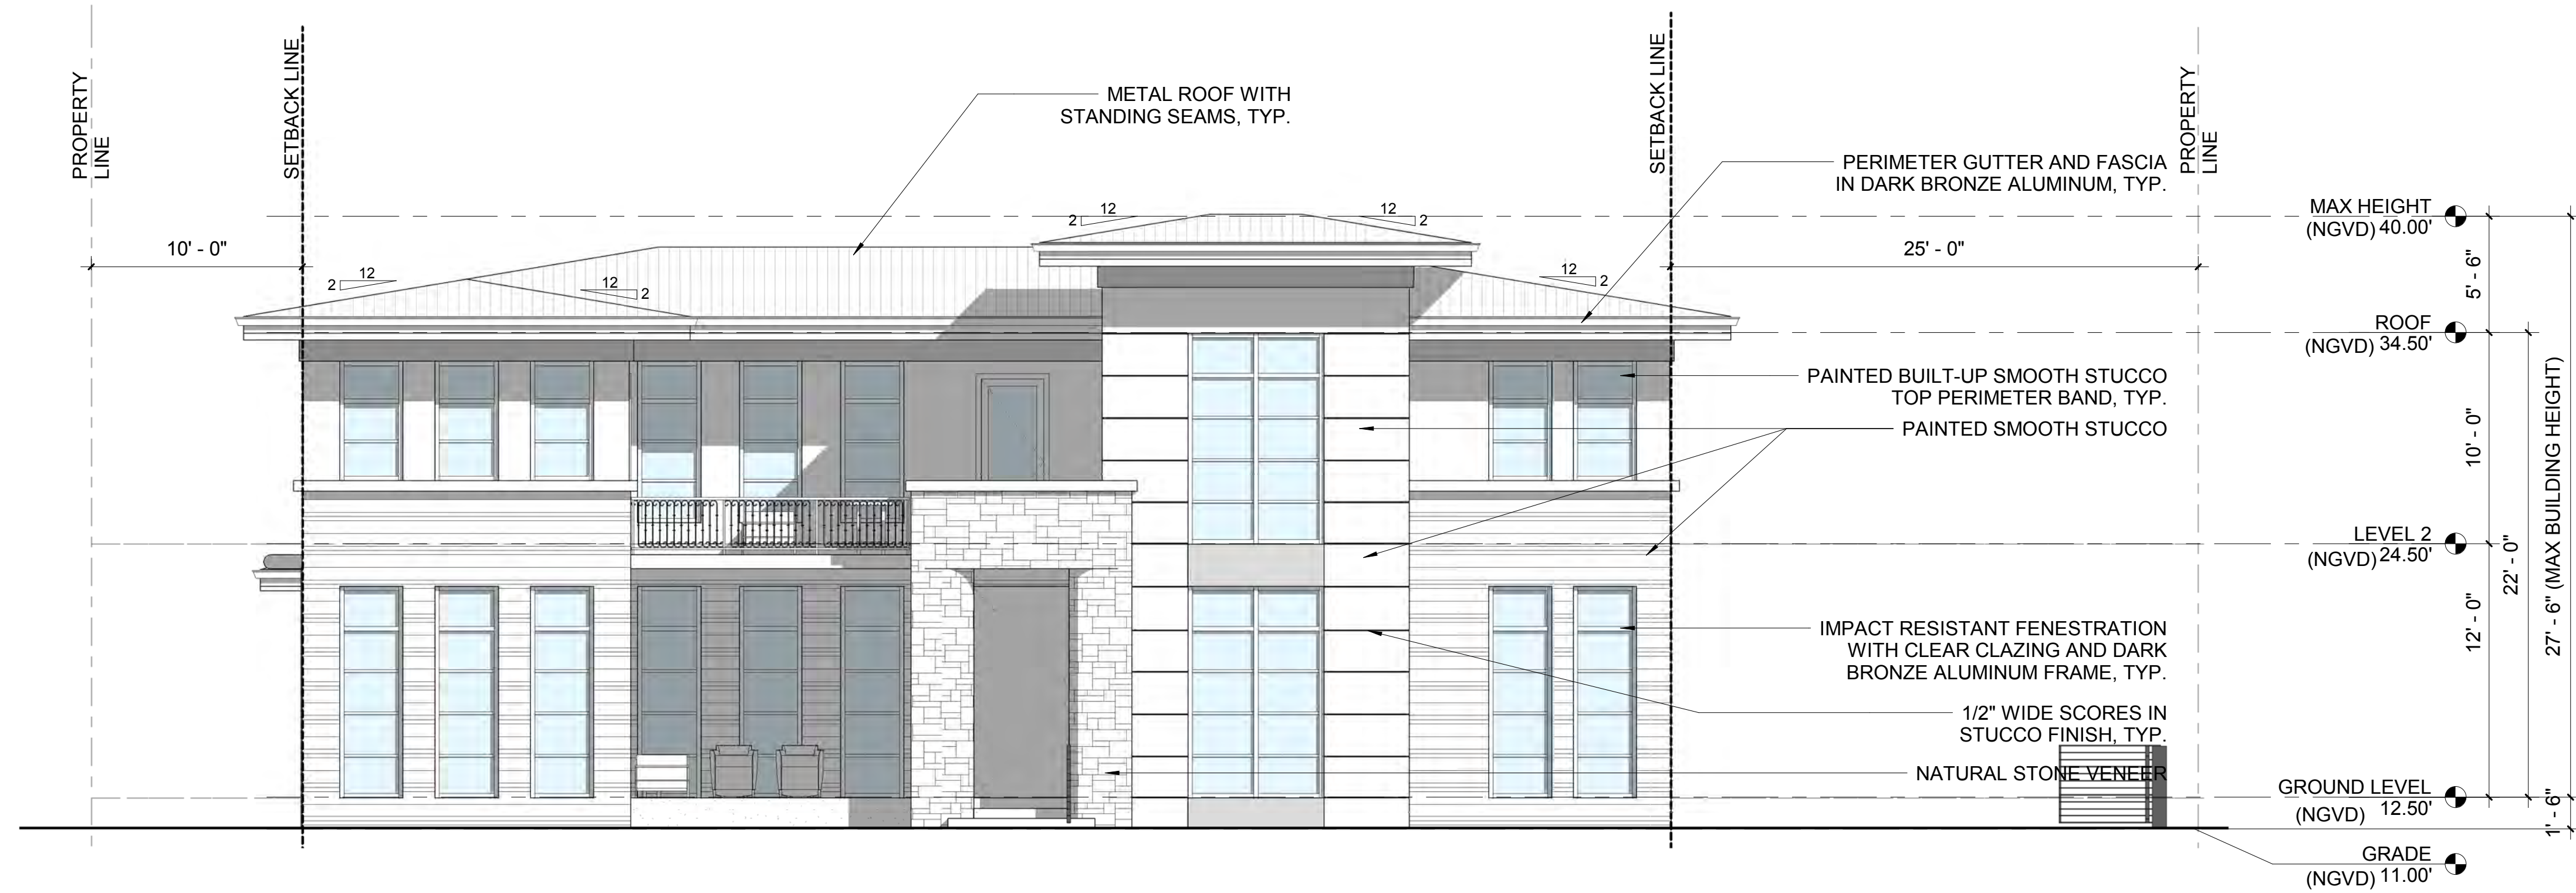 PROPERTY
LINE
SETBACK LINE
METAL ROOF WITH
STANDING SEAMS, TYP.
SETBACK LINE
PROPERTY
LINE
PERIMETER GUTTER AND FASCIA
IN DARK BRONZE ALUMINUM, TYP.
10' - 0"
25' - 0"
12
2
12
2
12
2
12
2
12
2
MAX HEIGHT
(NGVD) 40.00'
ROOF
(NGVD) 34.50'
PAINTED BUILT-UP SMOOTH STUCCO
TOP PERIMETER BAND, TYP.
PAINTED SMOOTH STUCCO
LEVEL 2
(NGVD) 24.50'
IMPACT RESISTANT FENESTRATION
WITH CLEAR CLAZING AND DARK
BRONZE ALUMINUM FRAME, TYP.
1/2" WIDE SCORES IN
STUCCO FINISH, TYP.
NATURAL STONE VENEER
GROUND LEVEL
(NGVD) 12.50'
GRADE
(NGVD) 11.00'
5' - 6"
10' - 0"
12' - 0"
22' - 0"
27' - 6" (MAX BUILDING HEIGHT)
1' - 6"